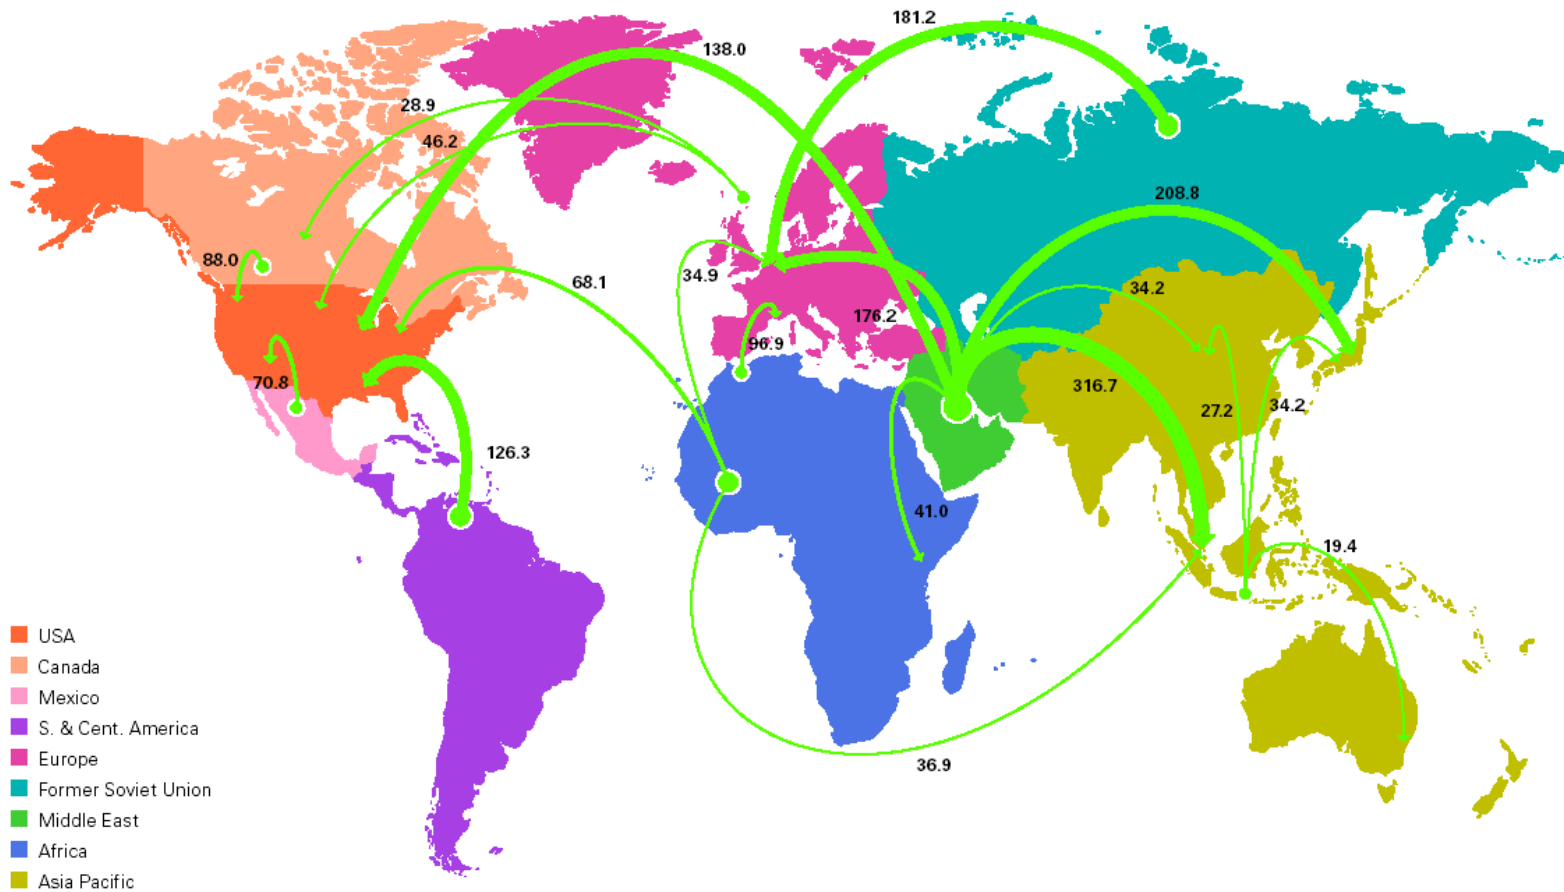 181.2
138.0
28.9
46.2
208.8
88.0
68.1
34.9
34.2
176.2
96.9
70.8
316.7
27.2
34.2
126.3
41.0
19.4
36.9
USA
Canada
Mexico
S. & Cent. America
Europe
Former Soviet Union
Middle East
Africa
Asia Pacific